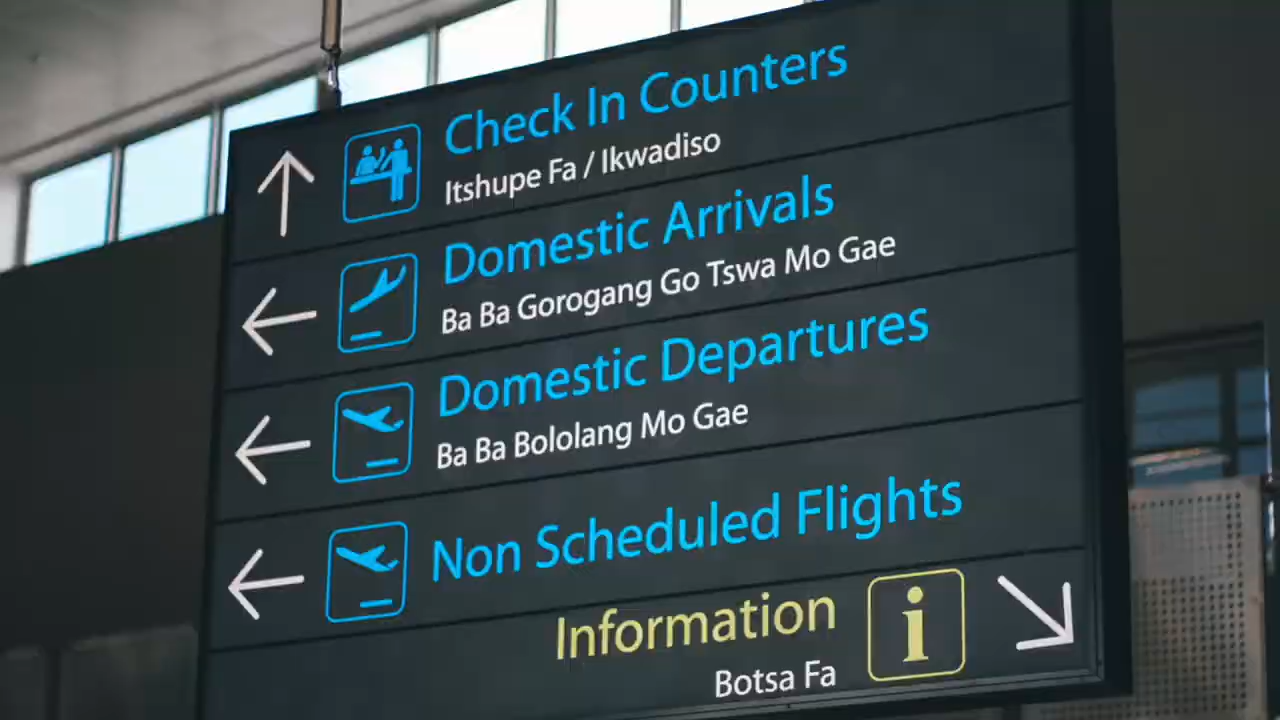 Check In Counters
Itshupe Fa / Ikwadiso
Domestic Arrivals
Ba Ba Gorogang Go Tswa Mo Gae
Domestic Departures
Ba Ba Bololang Mo Gae
Non Scheduled Flights
Information
Botsa Fa